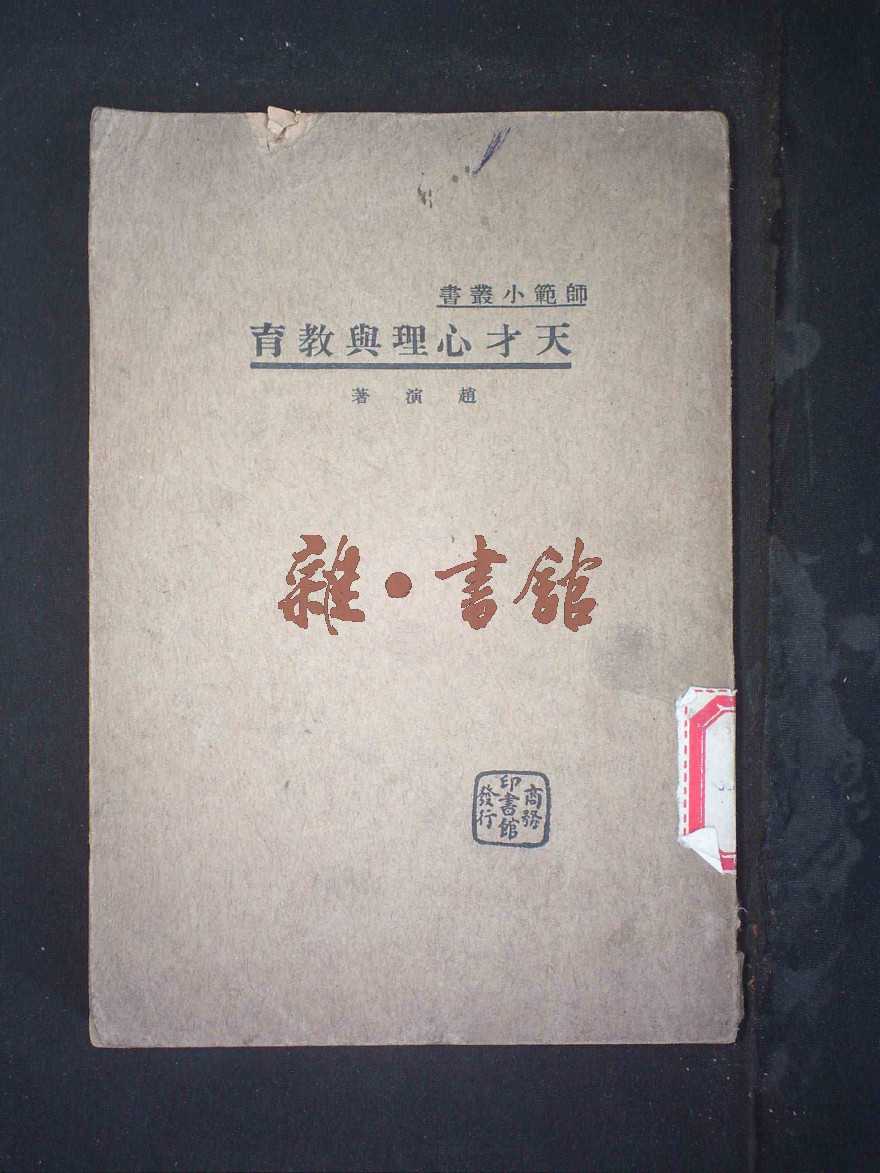 師範小叢書
天才心理與教育
趙演著
雜•書館
商務
印書館
發行